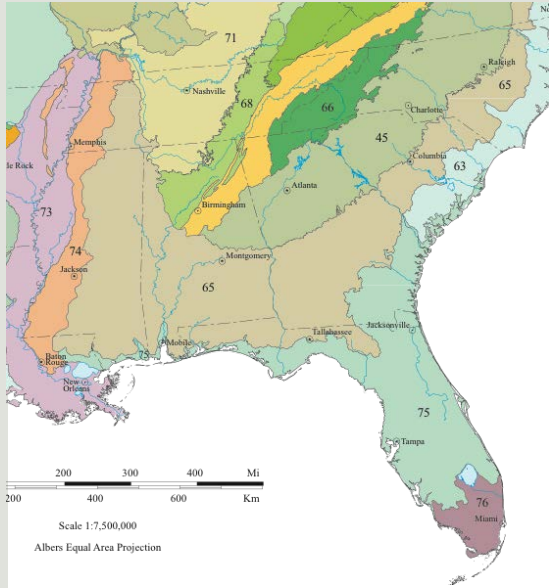 71
Nashville
Raleigh
65
68
66
Charlotte
Memphis
45
le Rock
Columbia
63
Atlanta
73
Birmingham
74
Montgomery
Jackson
65
Jacksonville
Tallahassee
Mobile
75
Baton
Rouge
New
Orleans
75
Tampa
76
Miami
200 300 400 Mi
200 400 600 Km
Scale 1:7,500,000
Albers Equal Area Projection